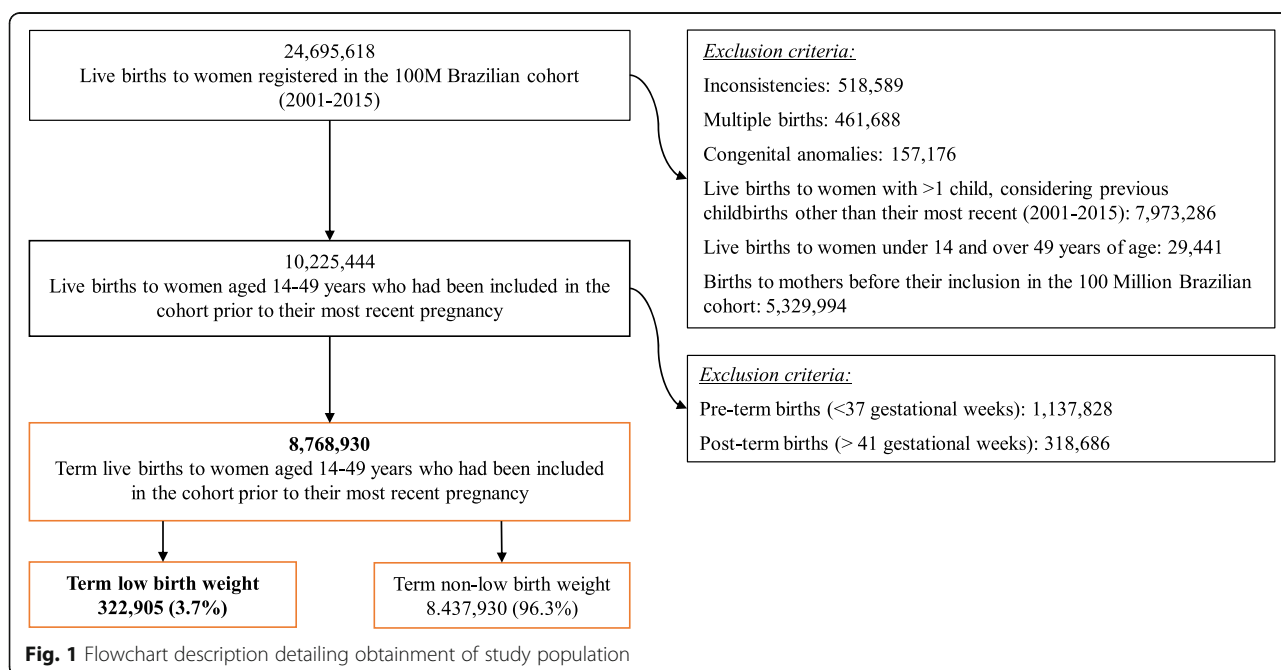 24,695,618
Live births to women registered in the 100M Brazilian cohort
(2001-2015)
Exclusion criteria:
Inconsistencies: 518,589
Multiple births: 461,688
Congenital anomalies: 157,176
Live births to women with >1 child, considering previous
childbirths other than their most recent (2001-2015): 7,973,286
Live births to women under 14 and over 49 years of age: 29,441
Births to mothers before their inclusion in the 100 Million Brazilian
cohort: 5,329,994
10,225,444
Live births to women aged 14-49 years who had been included in the
cohort prior to their most recent pregnancy
Exclusion criteria:
Pre-term births (<37 gestational weeks): 1,137,828
Post-term births (> 41 gestational weeks): 318,686
8,768,930
Term live births to women aged 14-49 years who had been included
in the cohort prior to their most recent pregnancy
Term low birth weight
322,905 (3.7%)
Term non-low birth weight
8.437,930 (96.3%)
Fig. 1 Flowchart description detailing obtainment of study population